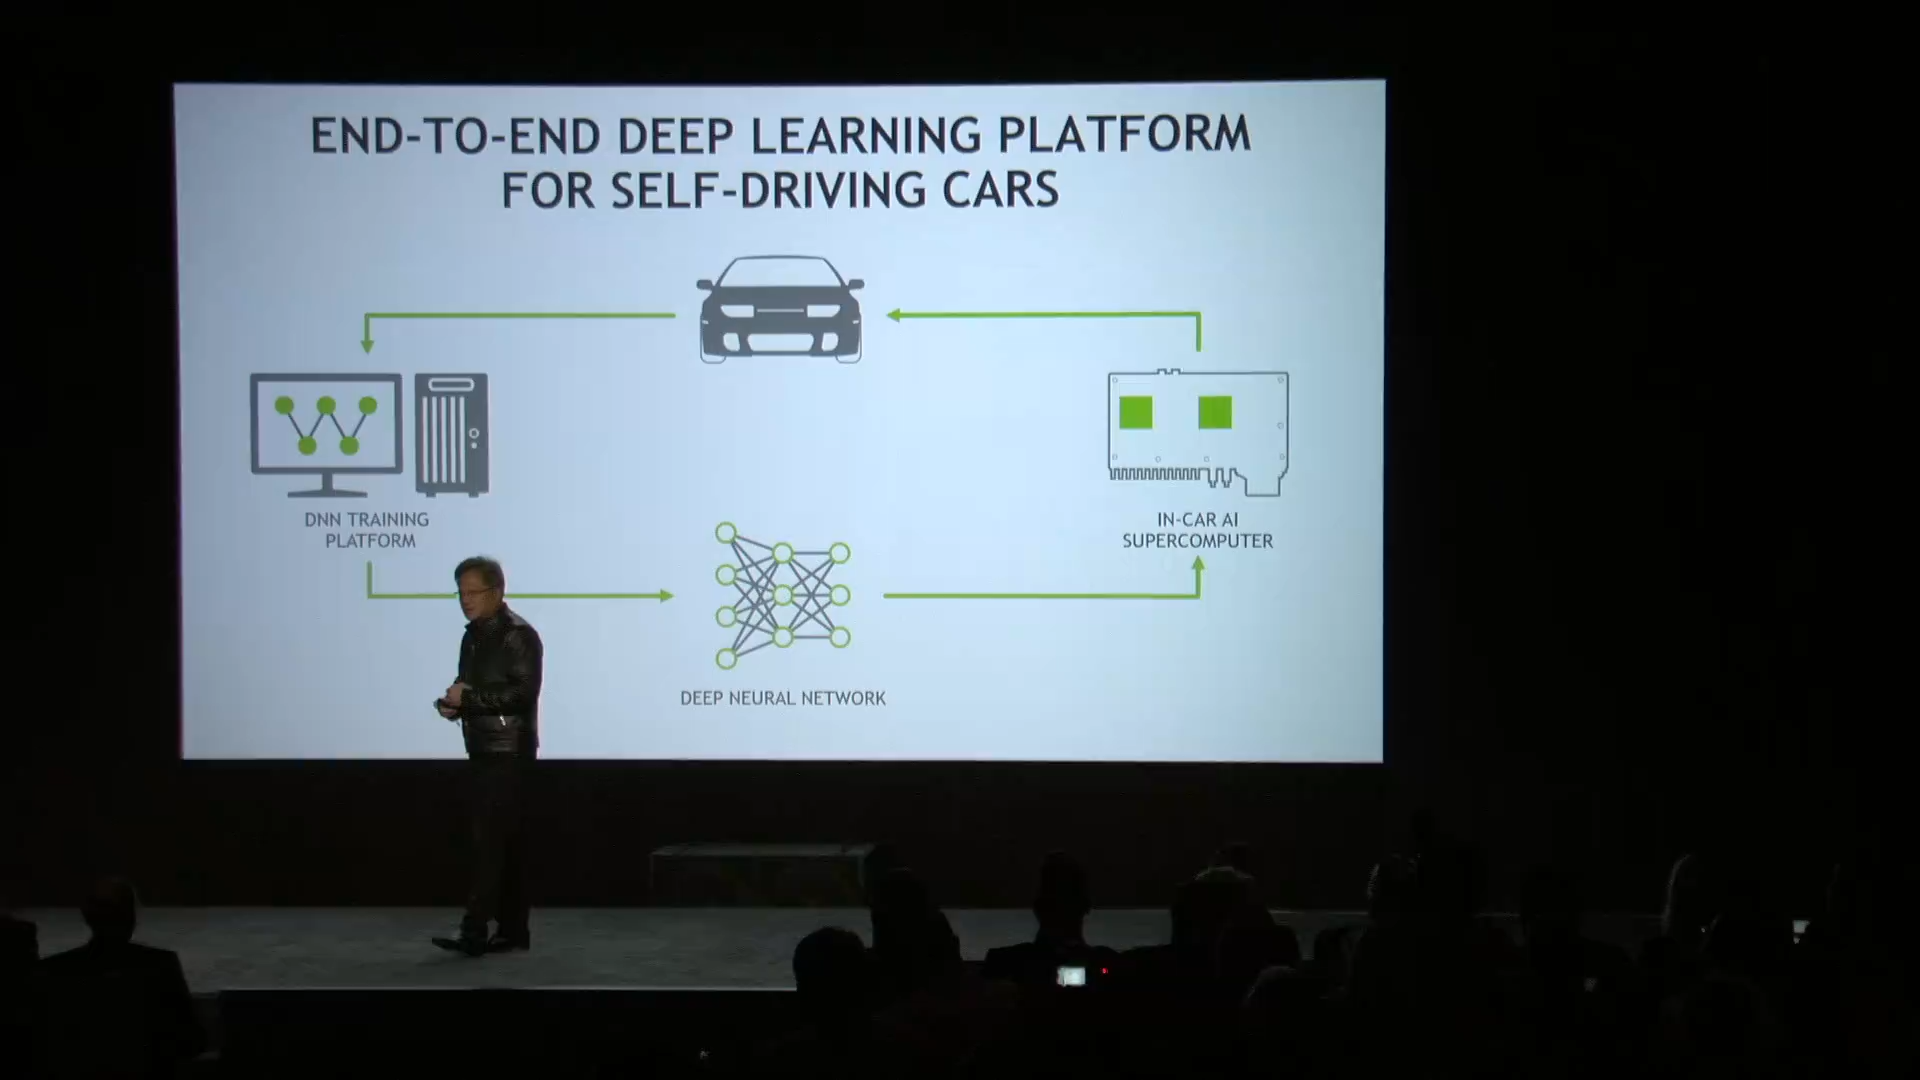 END-TO-END DEEP LEARNING PLATFORM
FOR SELF-DRIVING CARS
DNN TRAINING
PLATFORM
IN-CAR AI
SUPERCOMPUTER
DEEP NEURAL NETWORK